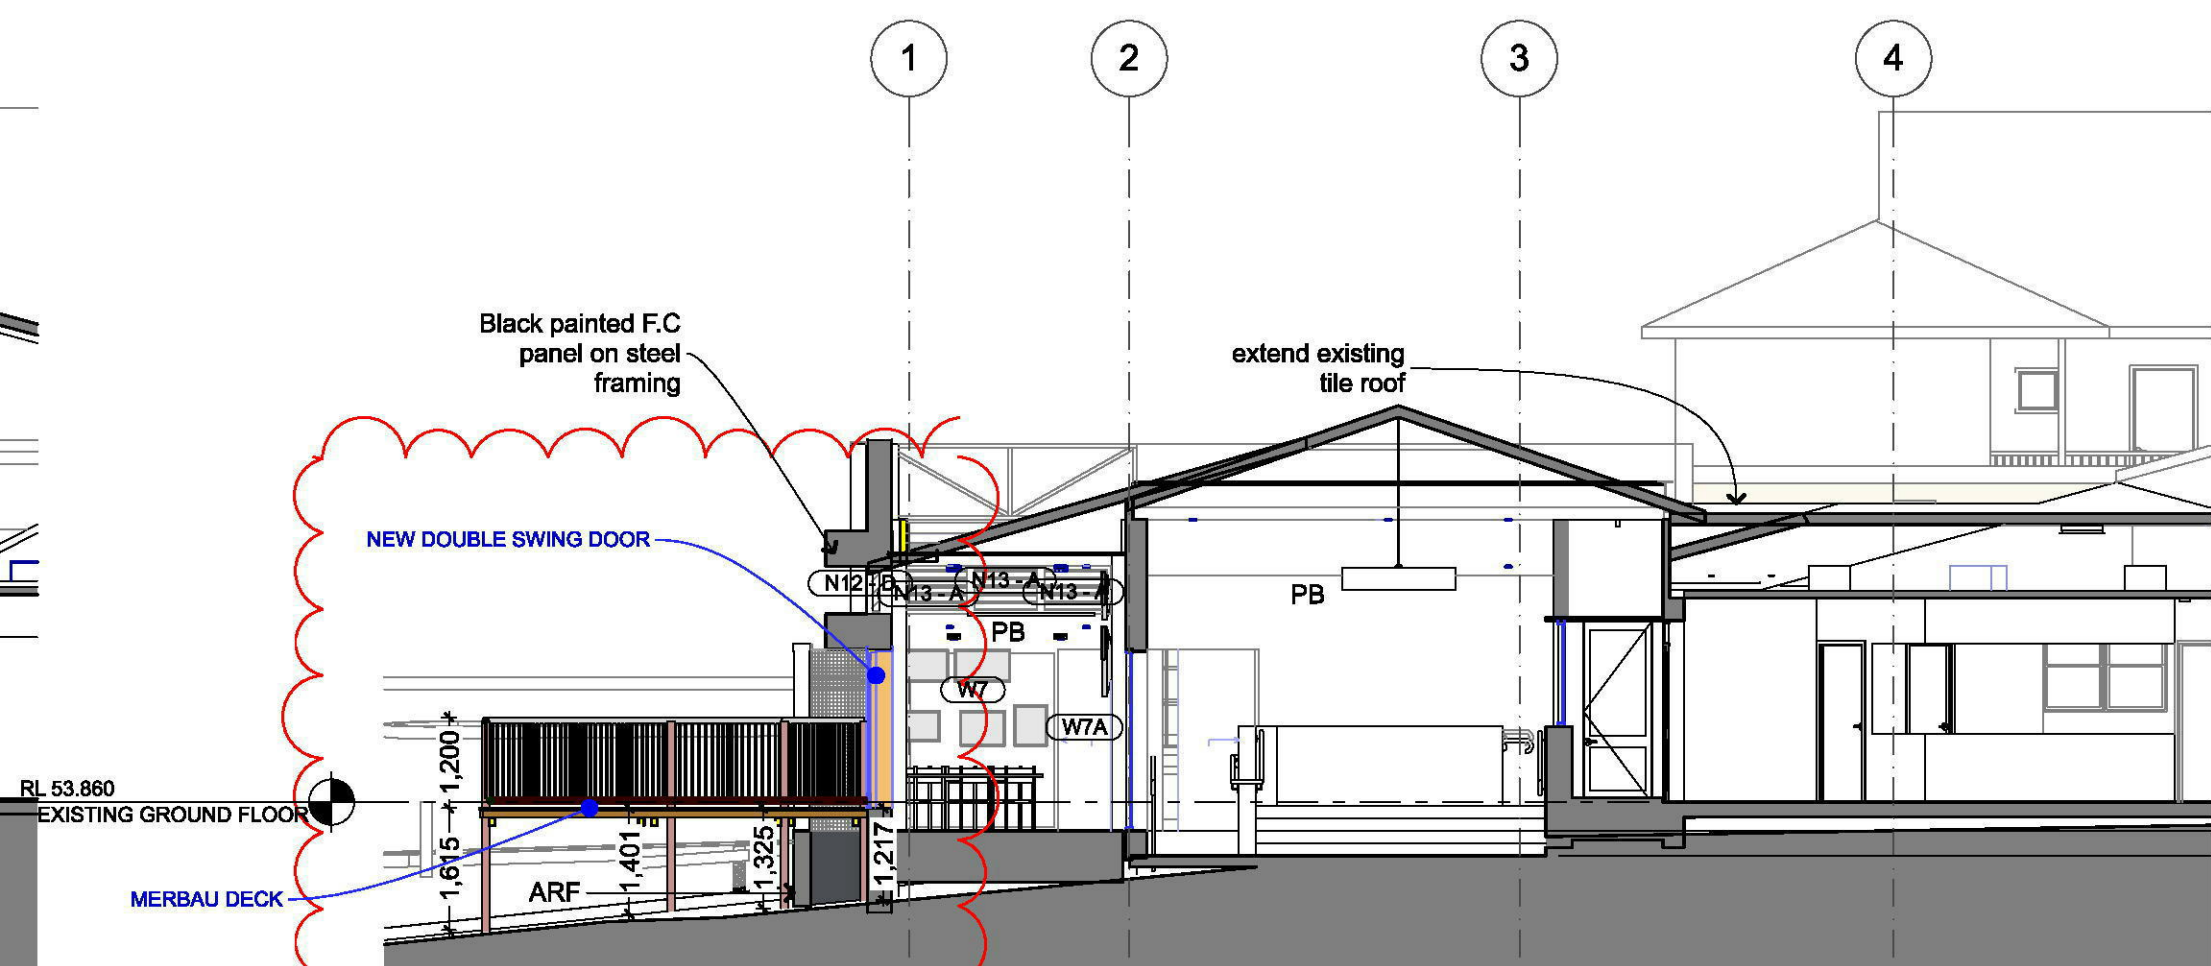 1
2
3
4
Black painted F.C
panel on steel
framing
extend existing
tile roof
NEW DOUBLE SWING DOOR
N12 - D
N13 - A
N13 - A
N13 - A
PB
PB
W7
W7A
1,200
RL 53.860
EXISTING GROUND FLOOR
1,615
1,401
1,325
1,217
MERBAU DECK
ARF